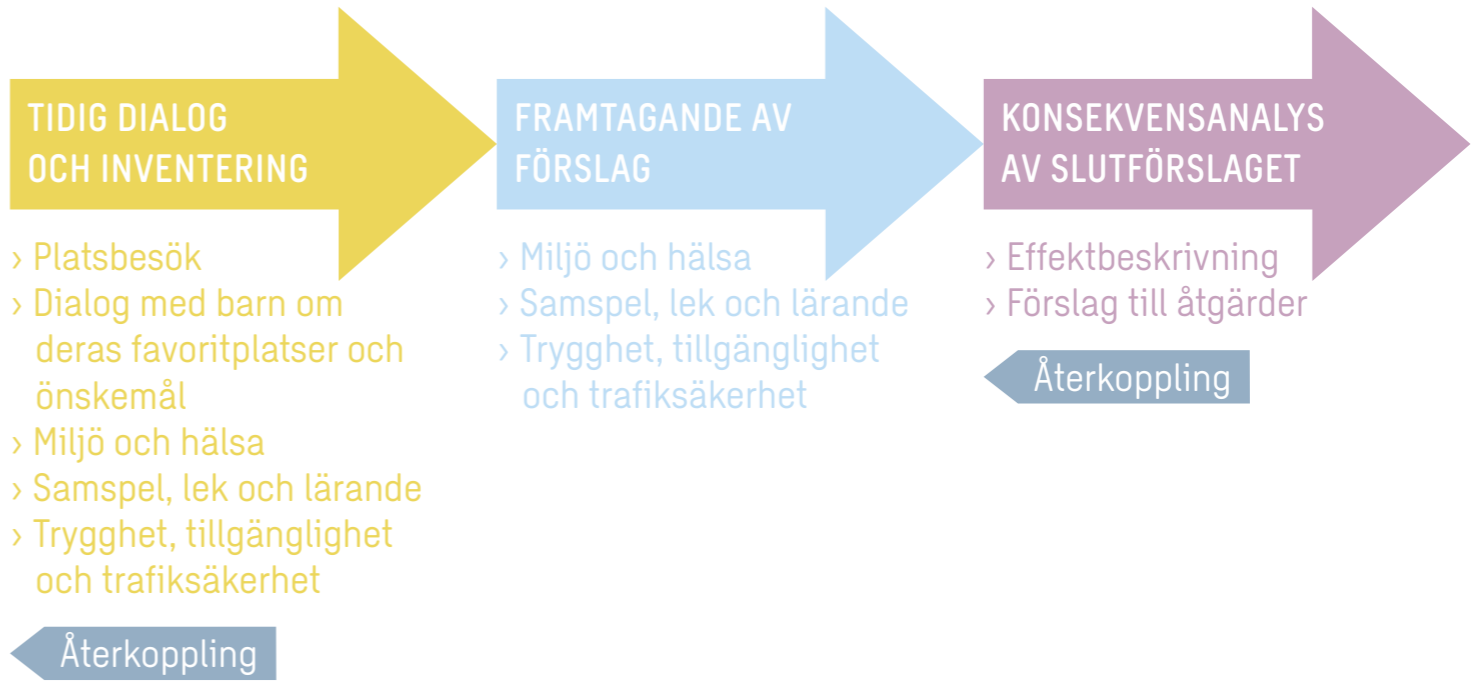 TIDIG DIALOG
OCH INVENTERING
› Platsbesök
› Dialog med barn om
deras favoritplatser och
önskemål
› Miljö och hälsa
› Samspel, lek och lärande
› Trygghet, tillgänglighet
och trafiksäkerhet
Återkoppling
FRAMTAGANDE AV
FÖRSLAG
› Miljö och hälsa
› Samspel, lek och lärande
› Trygghet, tillgänglighet
och trafiksäkerhet
KONSEKVENSANALYS
AV SLUTFÖRSLAGET
› Effektbeskrivning
› Förslag till åtgärder
Återkoppling